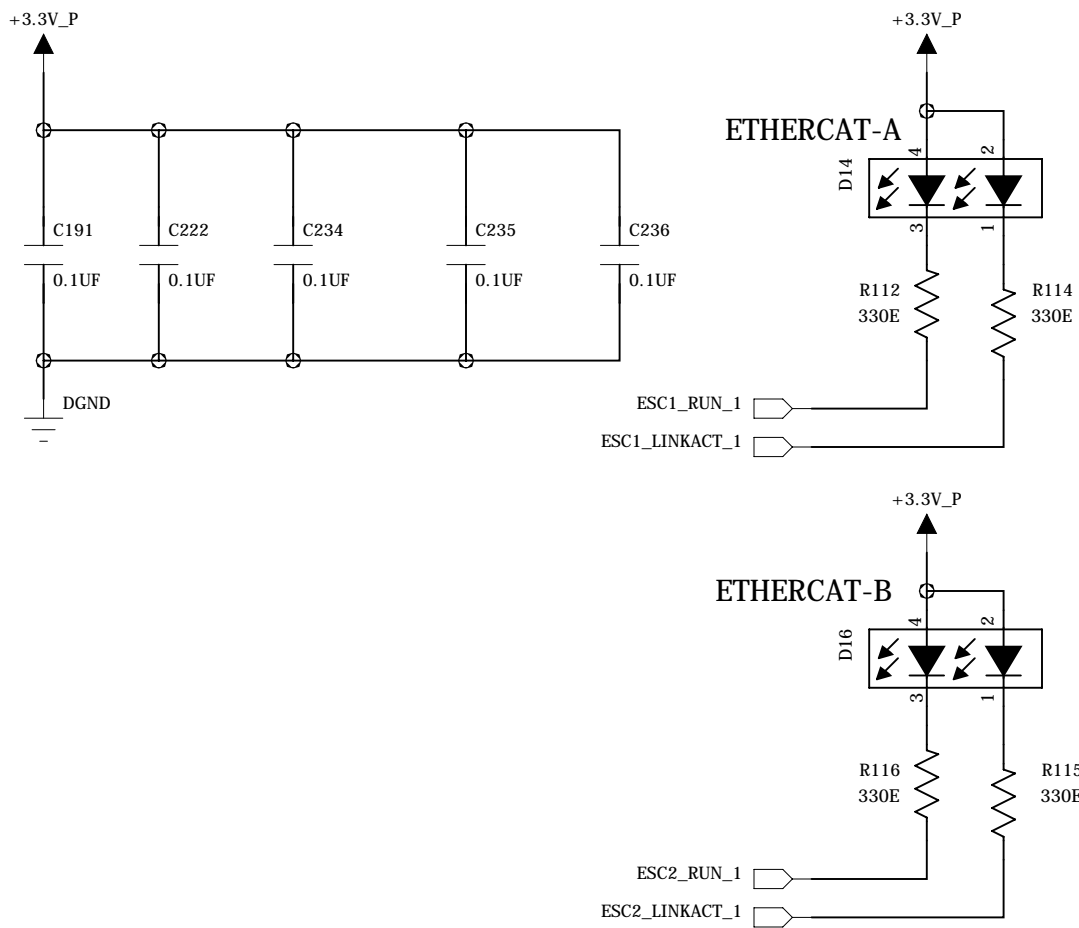 +3.3V_P
C191
0.1UF
C222
0.1UF
C234
0.1UF
C235
0.1UF
C236
0.1UF
DGND
+3.3V_P
ETHERCAT-A
D14
4
2
3
1
R112
330E
R114
330E
ESC1_RUN_1
ESC1_LINKACT_1
+3.3V_P
ETHERCAT-B
D16
4
2
3
1
R116
330E
R115
330E
ESC2_RUN_1
ESC2_LINKACT_1